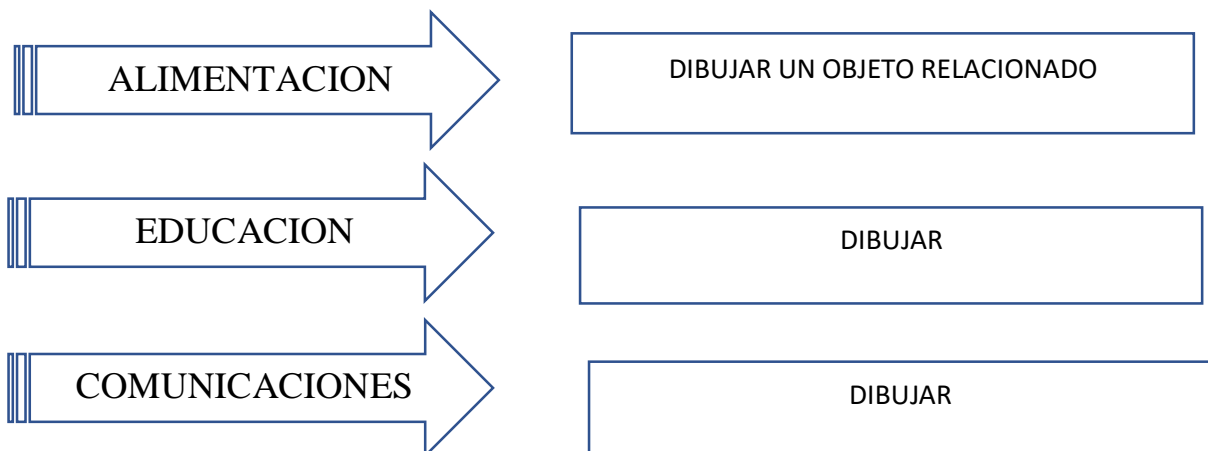 ALIMENTACION
DIBUJAR UN OBJETO RELACIONADO
EDUCACION
DIBUJAR
COMUNICACIONES
DIBUJAR